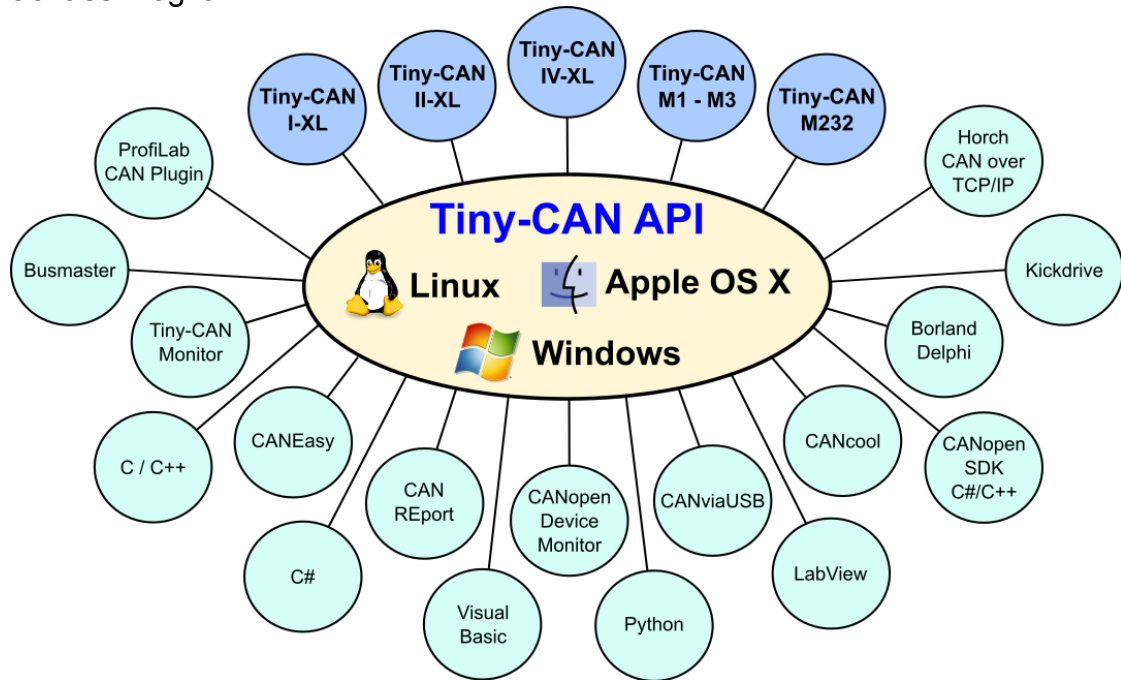 Tiny-CAN
I-XL
Tiny-CAN
II-XL
Tiny-CAN
IV-XL
Tiny-CAN
M1 - M3
Tiny-CAN
M232
ProfiLab
CAN Plugin
Horch
CAN over
TCP/IP
Tiny-CAN API
Linux
Apple OS X
Windows
Busmaster
Kickdrive
Tiny-CAN
Monitor
Borland
Delphi
C / C++
CANEasy
CAN
REport
CANopen
Device
Monitor
CANviaUSB
CANcool
CANopen
SDK
C#/C++
C#
Visual
Basic
Python
LabView